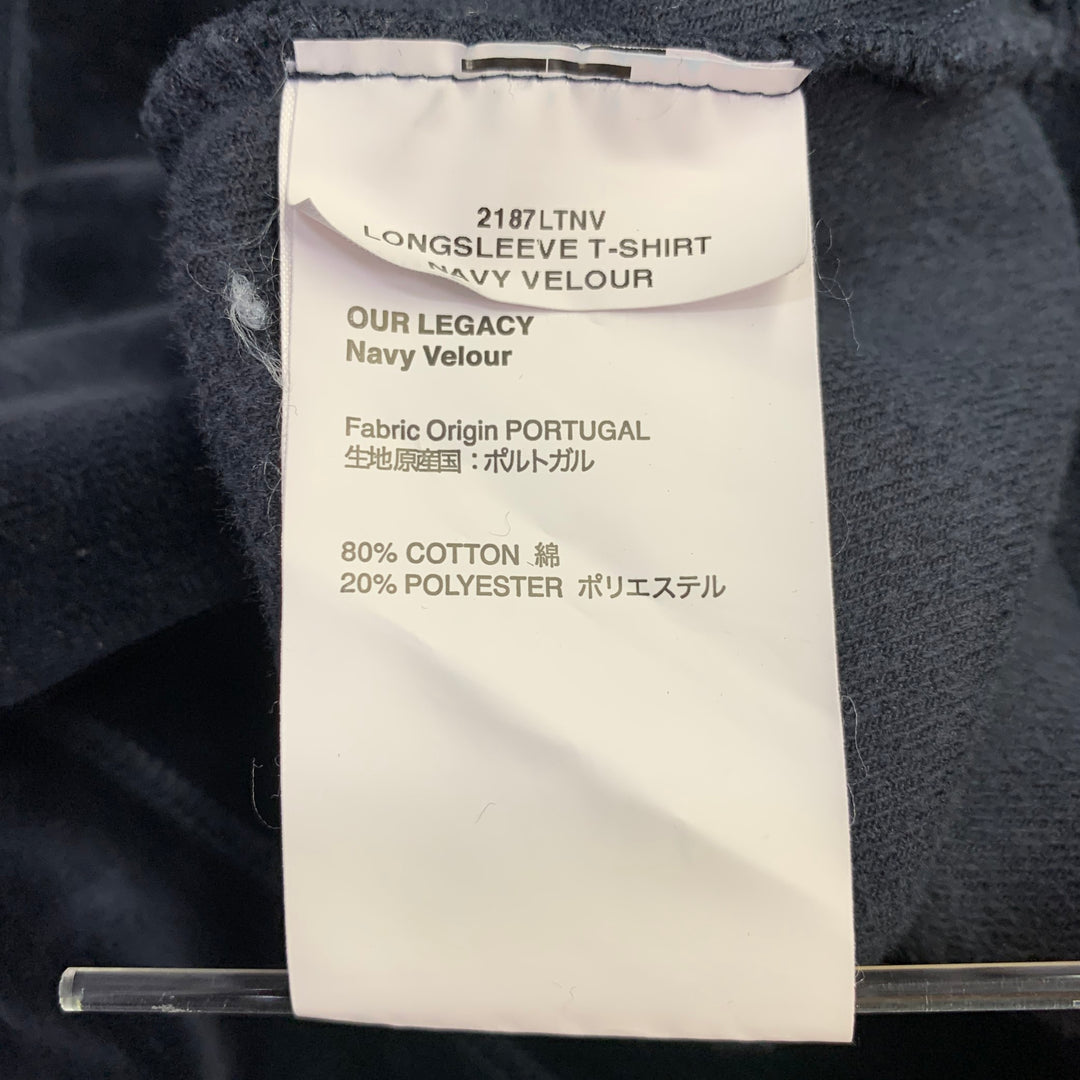 2187LTNV
LONGSLEEVE T-SHIRT
NAVY VELOUR
OUR LEGACY
Navy Velour
Fabric Origin PORTUGAL
生地原産国：ポルトガル
80% COTTON 綿
20% POLYESTER ポリエステル